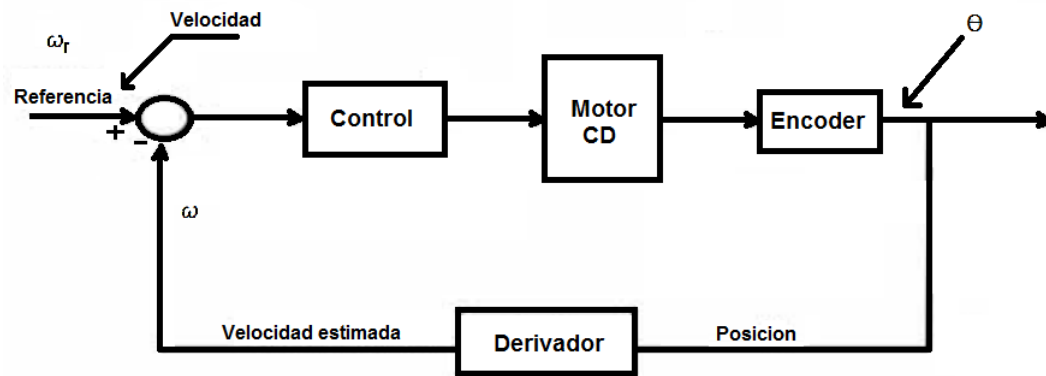 Velocidad
ωr
Referencia
+
-
Control
Motor
CD
Encoder
Θ
ω
Velocidad estimada
Derivador
Posicion